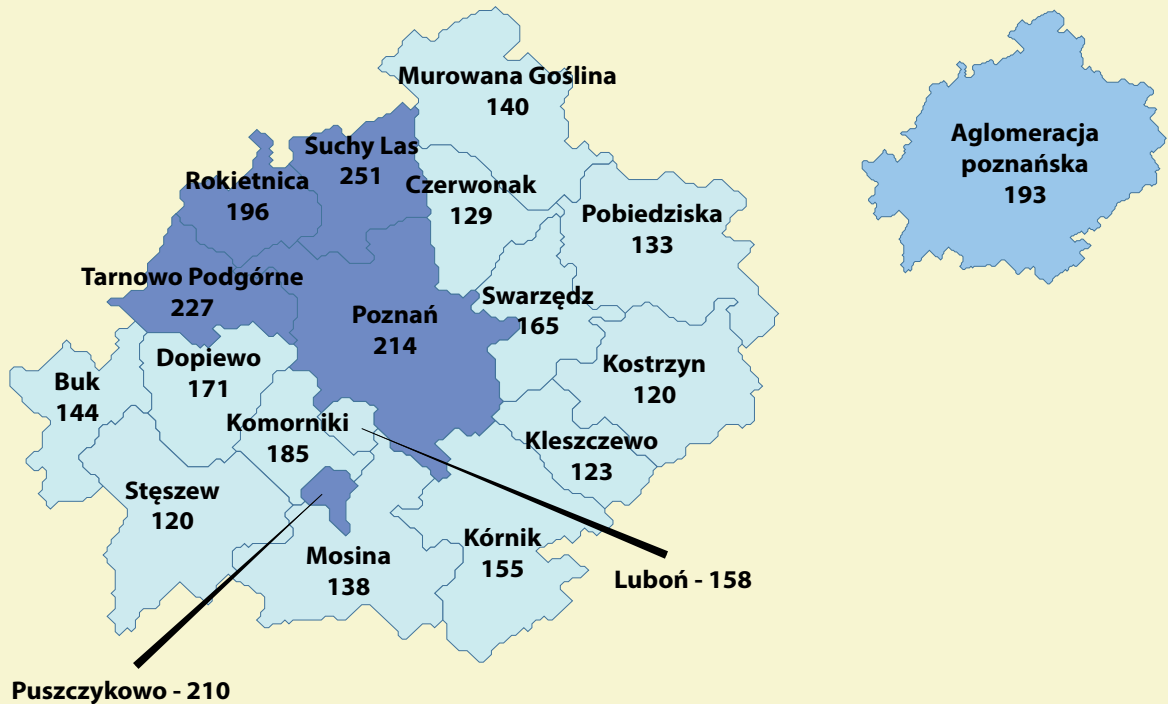 Murowana Goślina
140
Suchy Las
251
Rokietnica
196
Czerwonak
129
Pobiedziska
133
Tarnowo Podgórne
227
Poznań
214
Swarzędz
165
Dopiewo
171
Buk
144
Kostrzyn
120
Komorniki
185
Kleszczewo
123
Stęszew
120
Mosina
138
Kórnik
155
Luboń - 158
Puszczykowo - 210
Aglomeracja
poznańska
193